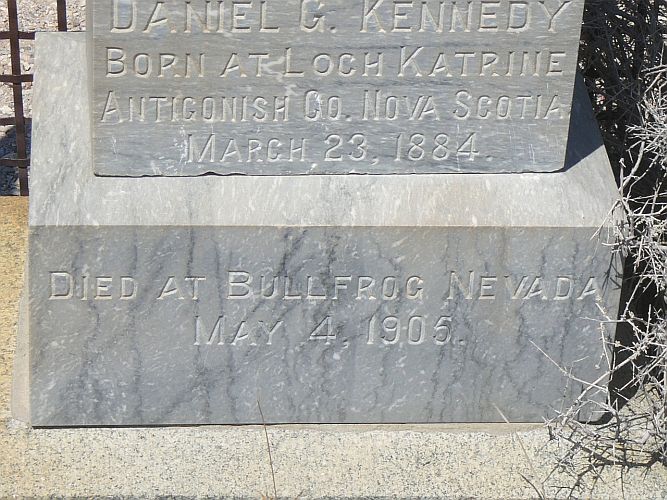 DANIEL G. KENNEDY
BORN AT LOCH KATRINE
ANTIGONISH CO. NOVA SCOTIA
MARCH 23, 1884.
DIED AT BULLFROG NEVADA
MAY 4, 1905.